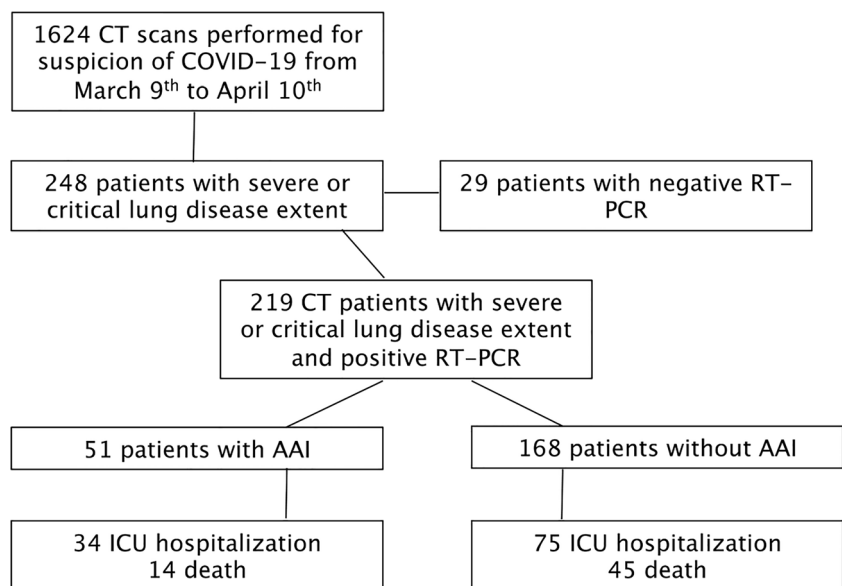 1624 CT scans performed for
suspicion of COVID-19 from
March 9th to April 10th
248 patients with severe or
critical lung disease extent
29 patients with negative RT-
PCR
219 CT patients with severe
or critical lung disease extent
and positive RT-PCR
51 patients with AAI
168 patients without AAI
34 ICU hospitalization
14 death
75 ICU hospitalization
45 death